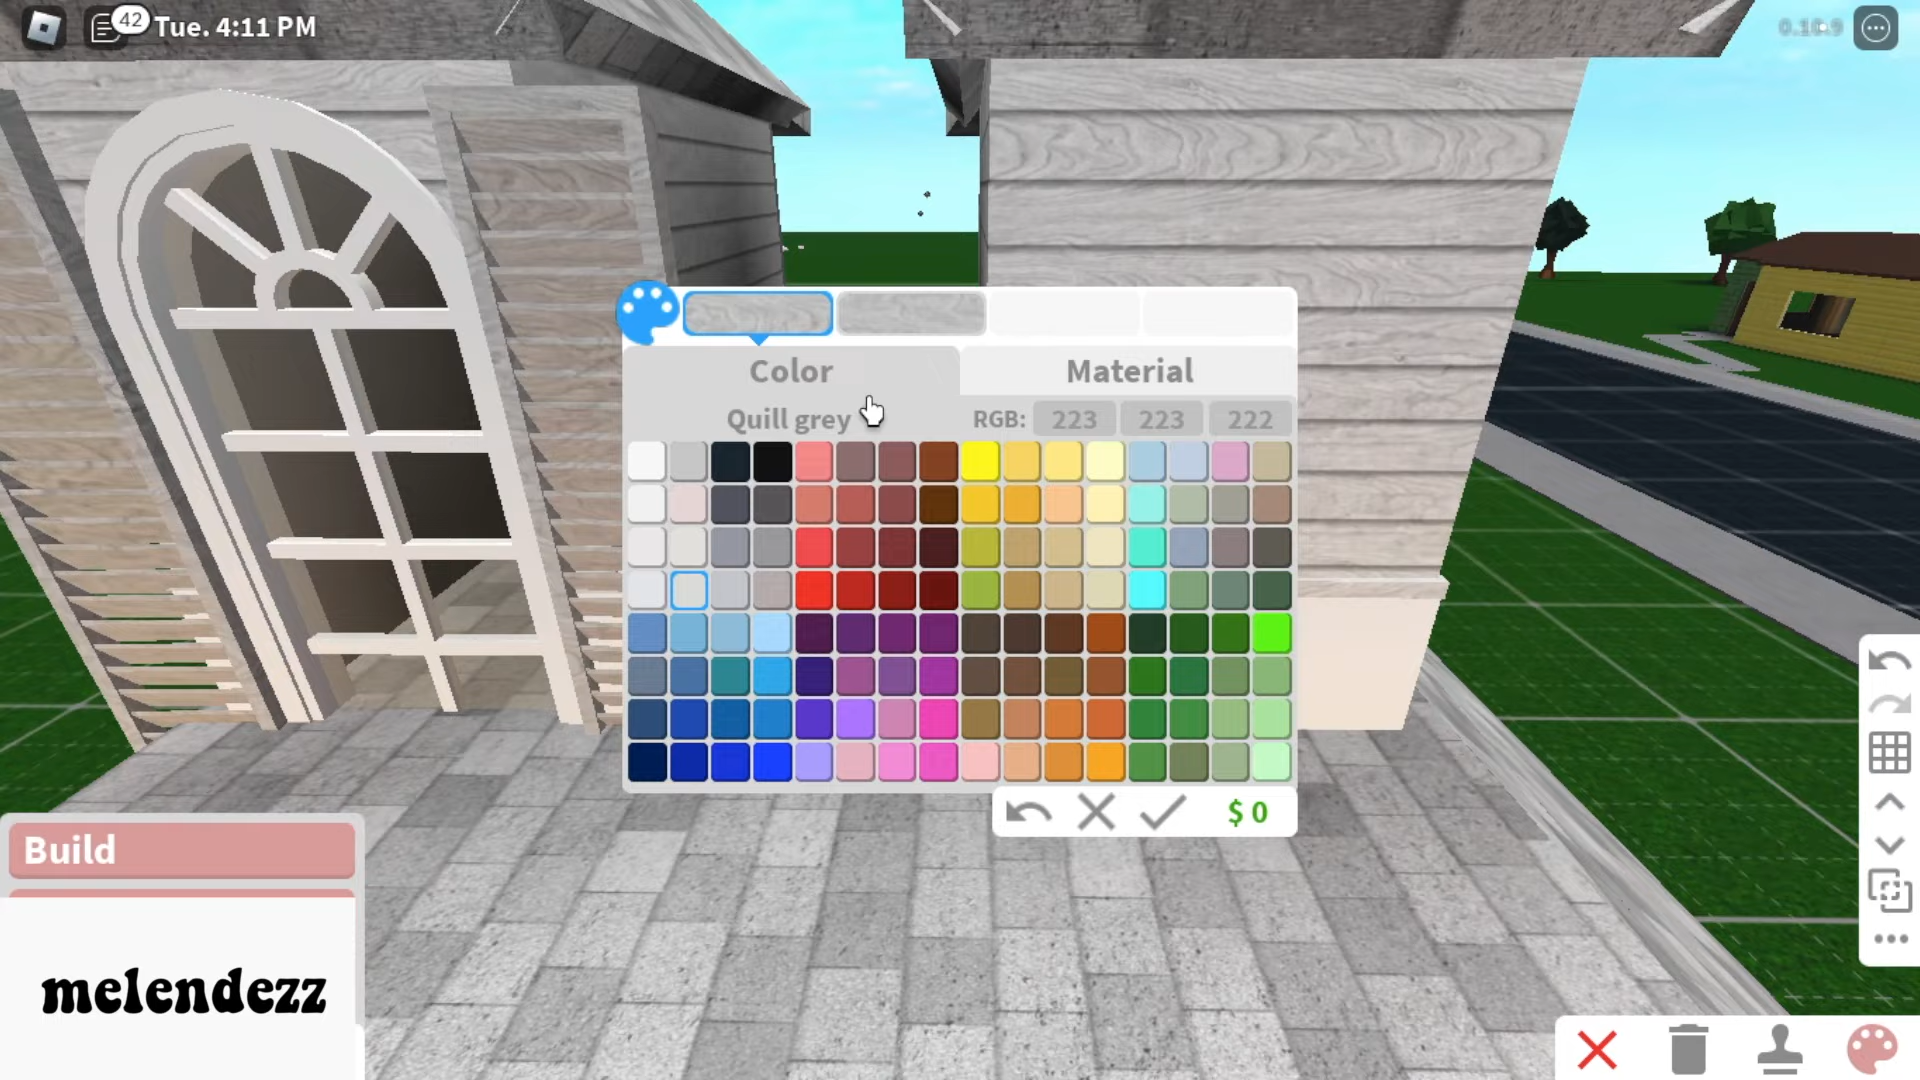 42 Tue. 4:11 PM
Color
Material
Quill grey
RGB: 223 223 222
$ 0
Build
melendezz